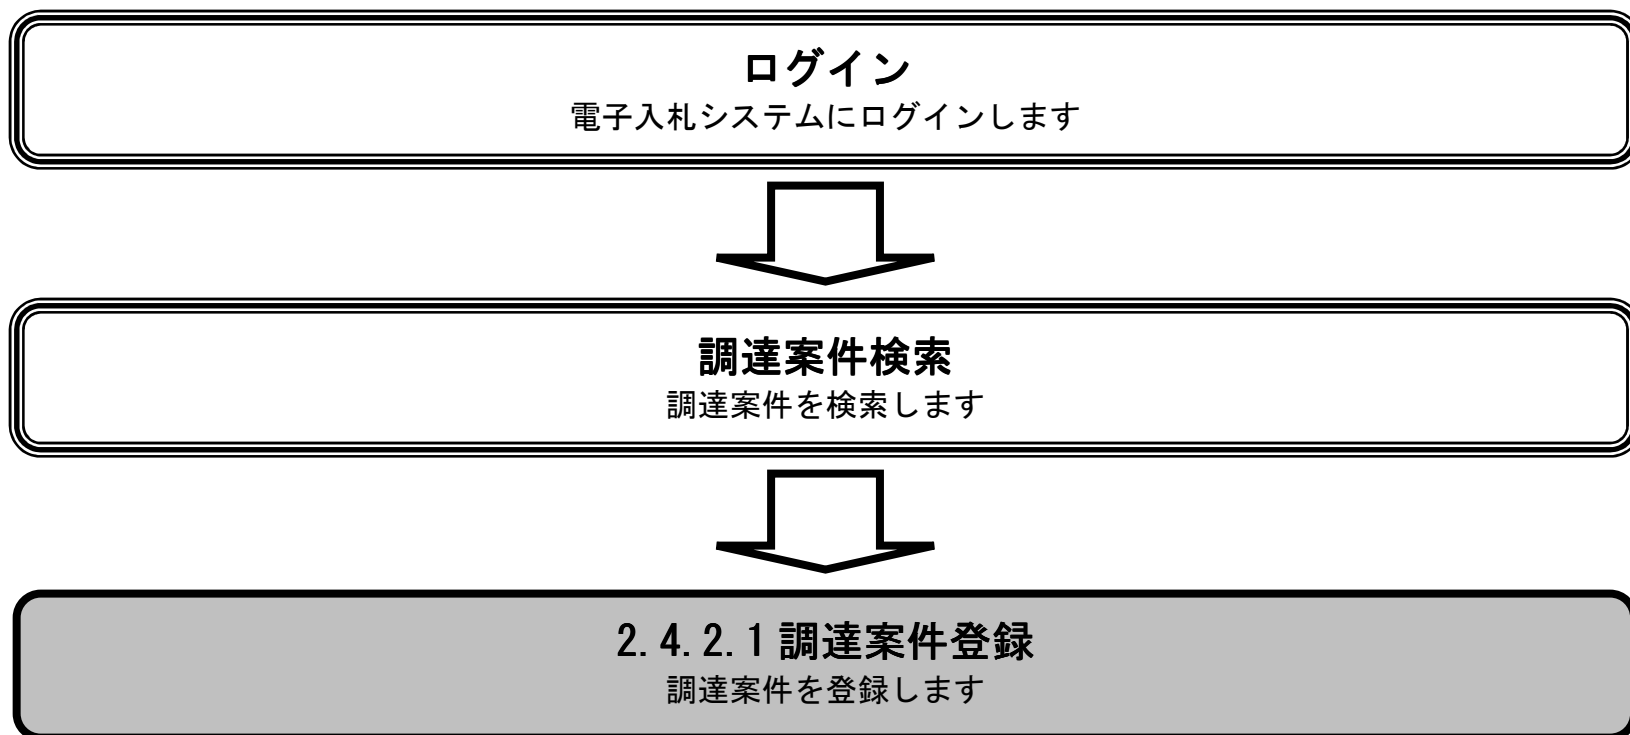 ログイン
電子入札システムにログインします
調達案件検索
調達案件を検索します
2.4.2.1調達案件登録
調達案件を登録します